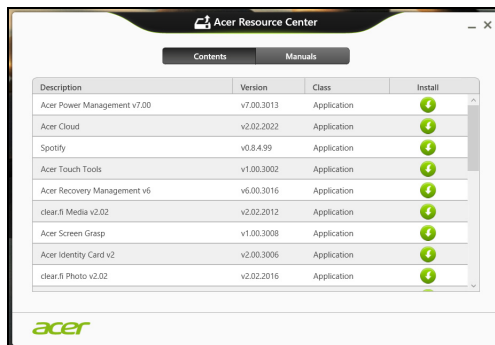 Acer Resource Center
Contents Manuals
Description Version Class Install
Acer Power Management v7.00 v7.00.3013 Application
Acer Cloud v2.02.2022 Application
Spotify v0.8.4.99 Application
Acer Touch Tools v1.00.3002 Application
Acer Recovery Management v6 v6.00.3016 Application
clear.fi Media v2.02 v2.02.2012 Application
Acer Screen Grasp v1.00.3008 Application
Acer Identity Card v2 v2.00.3006 Application
clear.fi Photo v2.02 v2.02.2016 Application
acer